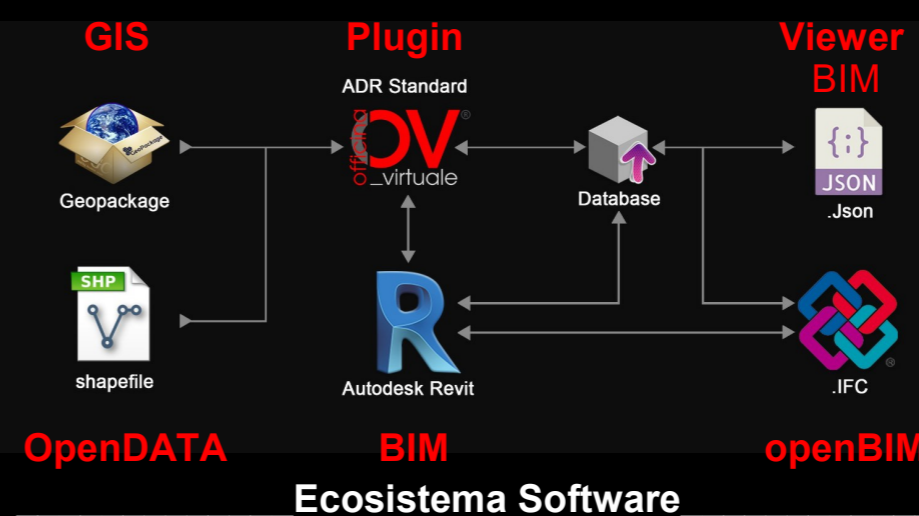 GIS
Plugin
Viewer
BIM
ADR Standard
GeoPackage
officina
OV®
_virtuale
{;}
JSON
Geopackage
Database
.Json
SHP
shapefile
Autodesk Revit
®
.IFC
OpenDATA
BIM
openBIM
Ecosistema Software